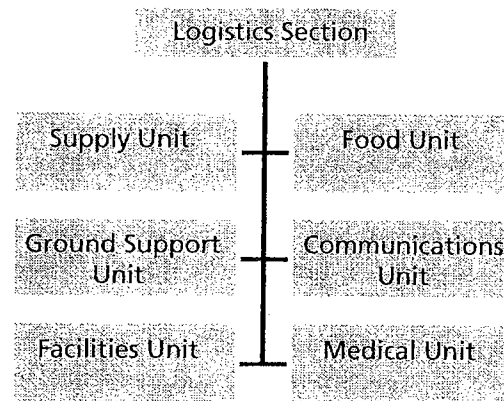 Logistics Section
Supply Unit
Food Unit
Ground Support
Unit
Communications
Unit
Facilities Unit
Medical Unit